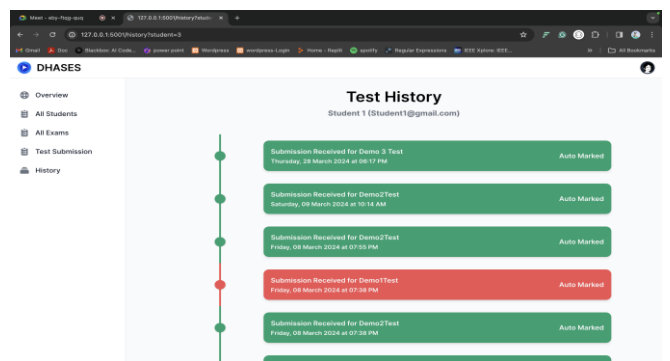 Meet - eby-fsgg-quq
127.0.0.1:5000/history?studen
127.0.0.1:5000/history?student=3
Gmail
Doc
Blackbox AI Code...
power point
Wordpress
wordpress-Login
Home - Replit
spotify
Regular Expressions
IEEE Xplore: IEEE...
All Bookmarks
DHASES
Overview
All Students
All Exams
Test Submission
History
Test History
Student 1 (Student1@gmail.com)
Submission Received for Demo 3 Test
Thursday, 28 March 2024 at 06:17 PM
Auto Marked
Submission Received for Demo2Test
Saturday, 09 March 2024 at 10:14 AM
Auto Marked
Submission Received for Demo2Test
Friday, 08 March 2024 at 07:55 PM
Auto Marked
Submission Received for Demo1Test
Friday, 08 March 2024 at 07:38 PM
Auto Marked
Submission Received for Demo2Test
Friday, 08 March 2024 at 07:36 PM
Auto Marked